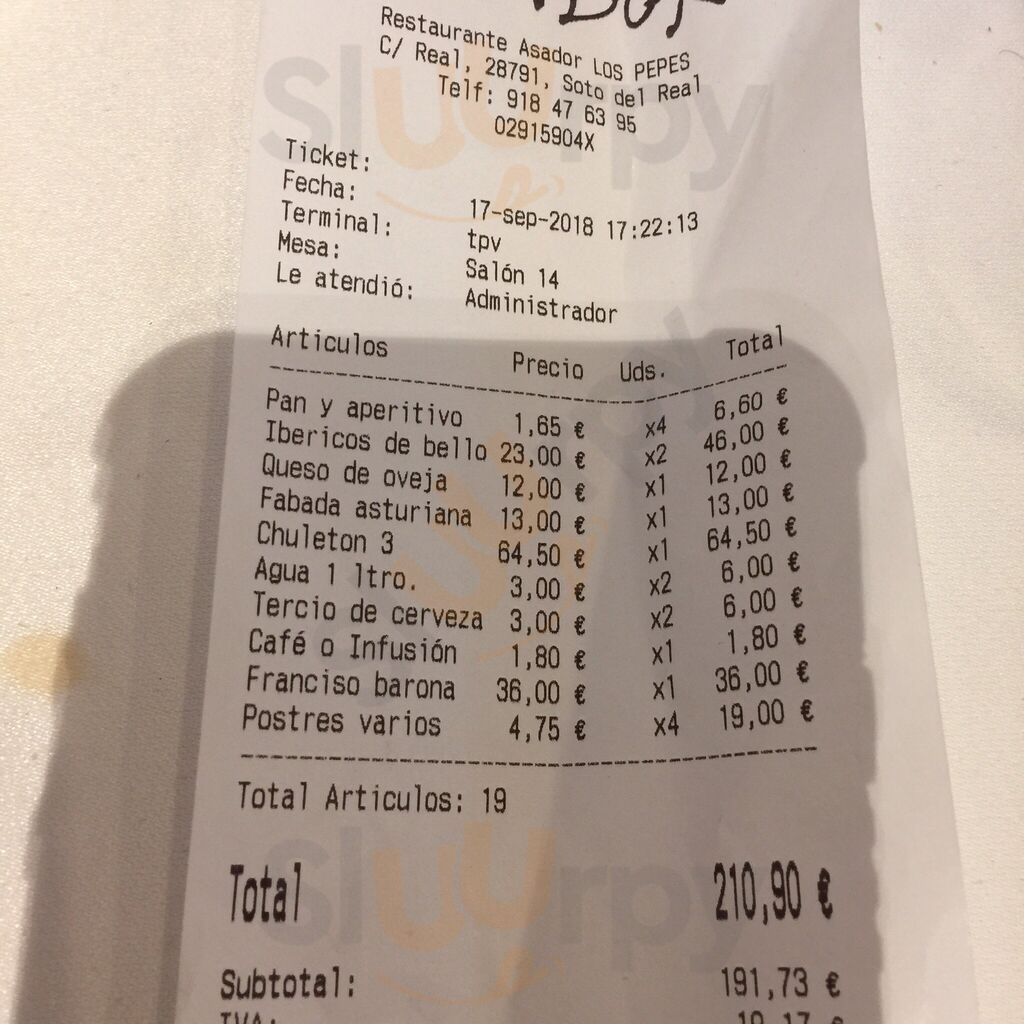 Restaurante Asador LOS PEPES
C/ Real, 28791, Soto del Real
Telf: 918 47 63 95
02915904X
Ticket:
Fecha: 17-sep-2018 17:22:13
Terminal: tpv
Mesa: Salón 14
Le atendió: Administrador
Articulos Precio Uds. Total
Pan y aperitivo 1,65 € x4 6,60 €
Ibericos de bello 23,00 € x2 46,00 €
Queso de oveja 12,00 € x1 12,00 €
Fabada asturiana 13,00 € x1 13,00 €
Chuleton 3 64,50 € x1 64,50 €
Agua 1 ltro. 3,00 € x2 6,00 €
Tercio de cerveza 3,00 € x2 6,00 €
Café o Infusión 1,80 € x1 1,80 €
Franciso barona 36,00 € x1 36,00 €
Postres varios 4,75 € x4 19,00 €
Total Articulos: 19
Total 210,90 €
Subtotal: 191,73 €
IVA: 19,17 €
Sluurpy
Sluurpy
Sluurpy